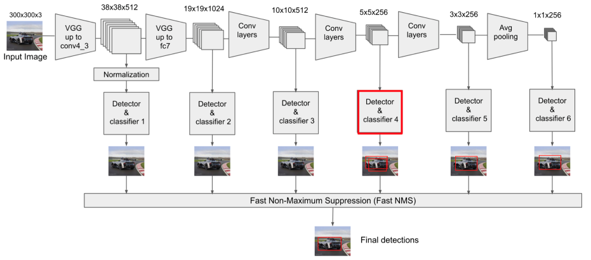 300x300x3
Input Image
VGG
up to
conv4_3
38x38x512
Normalization
VGG
up to
fc7
19x19x1024
Conv
layers
10x10x512
Conv
layers
5x5x256
Conv
layers
3x3x256
Avg
pooling
1x1x256
Detector
&
classifier 1
Detector
&
classifier 2
Detector
&
classifier 3
Detector
&
classifier 4
Detector
&
classifier 5
Detector
&
classifier 6
Fast Non-Maximum Suppression (Fast NMS)
Final detections